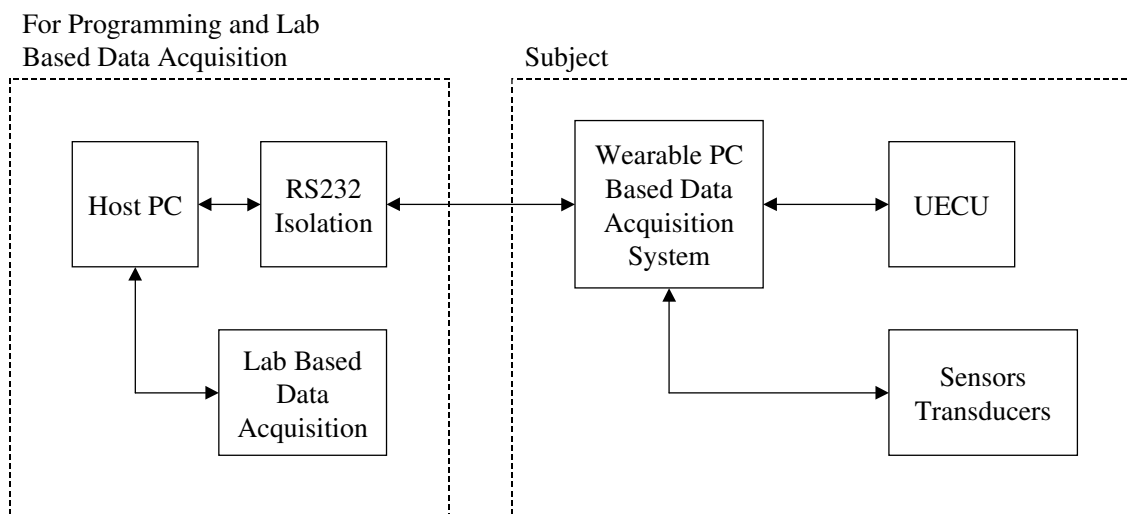 For Programming and Lab
Based Data Acquisition
Subject
Host PC
RS232
Isolation
Wearable PC
Based Data
Acquisition
System
UECU
Lab Based
Data
Acquisition
Sensors
Transducers